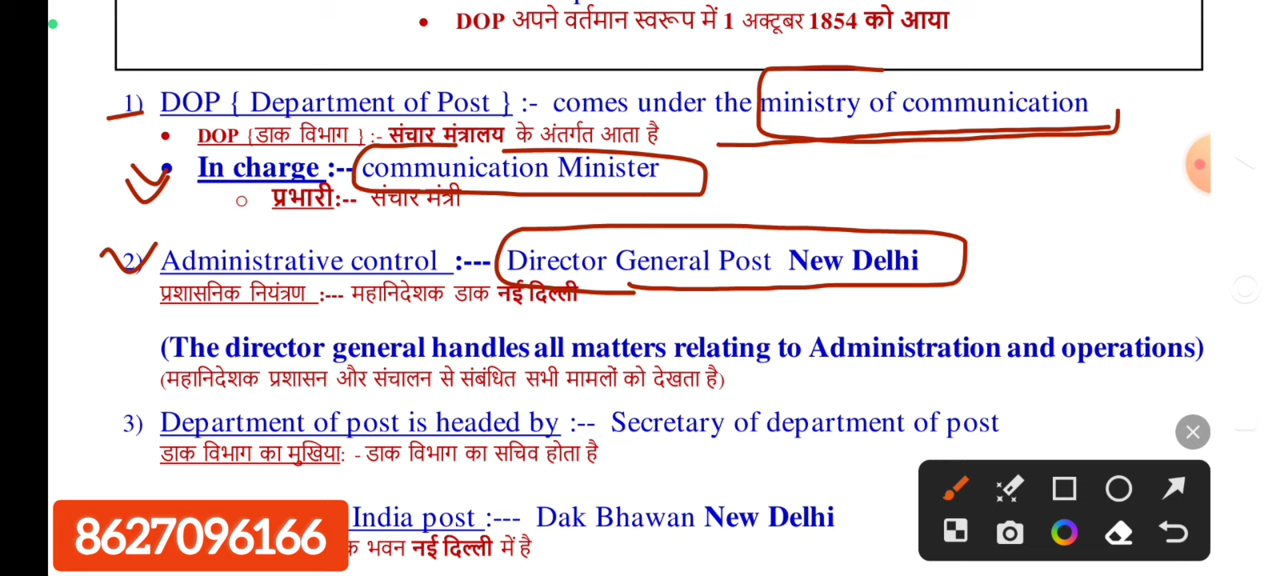 DOP अपने वर्तमान स्वरूप में 1 अक्टूबर 1854 को आया
1) DOP { Department of Post } :- comes under the ministry of communication
DOP {डाक विभाग } :- संचार मंत्रालय के अंतर्गत आता है
In charge :-- communication Minister
प्रभारी:-- संचार मंत्री
2) Administrative control :--- Director General Post New Delhi
प्रशासनिक नियंत्रण :--- महानिदेशक डाक नई दिल्ली
(The director general handles all matters relating to Administration and operations)
(महानिदेशक प्रशासन और संचालन से संबंधित सभी मामलों को देखता है)
3) Department of post is headed by :-- Secretary of department of post
डाक विभाग का मुखिया: - डाक विभाग का सचिव होता है
India post :--- Dak Bhawan New Delhi
भवन नई दिल्ली में है
8627096166